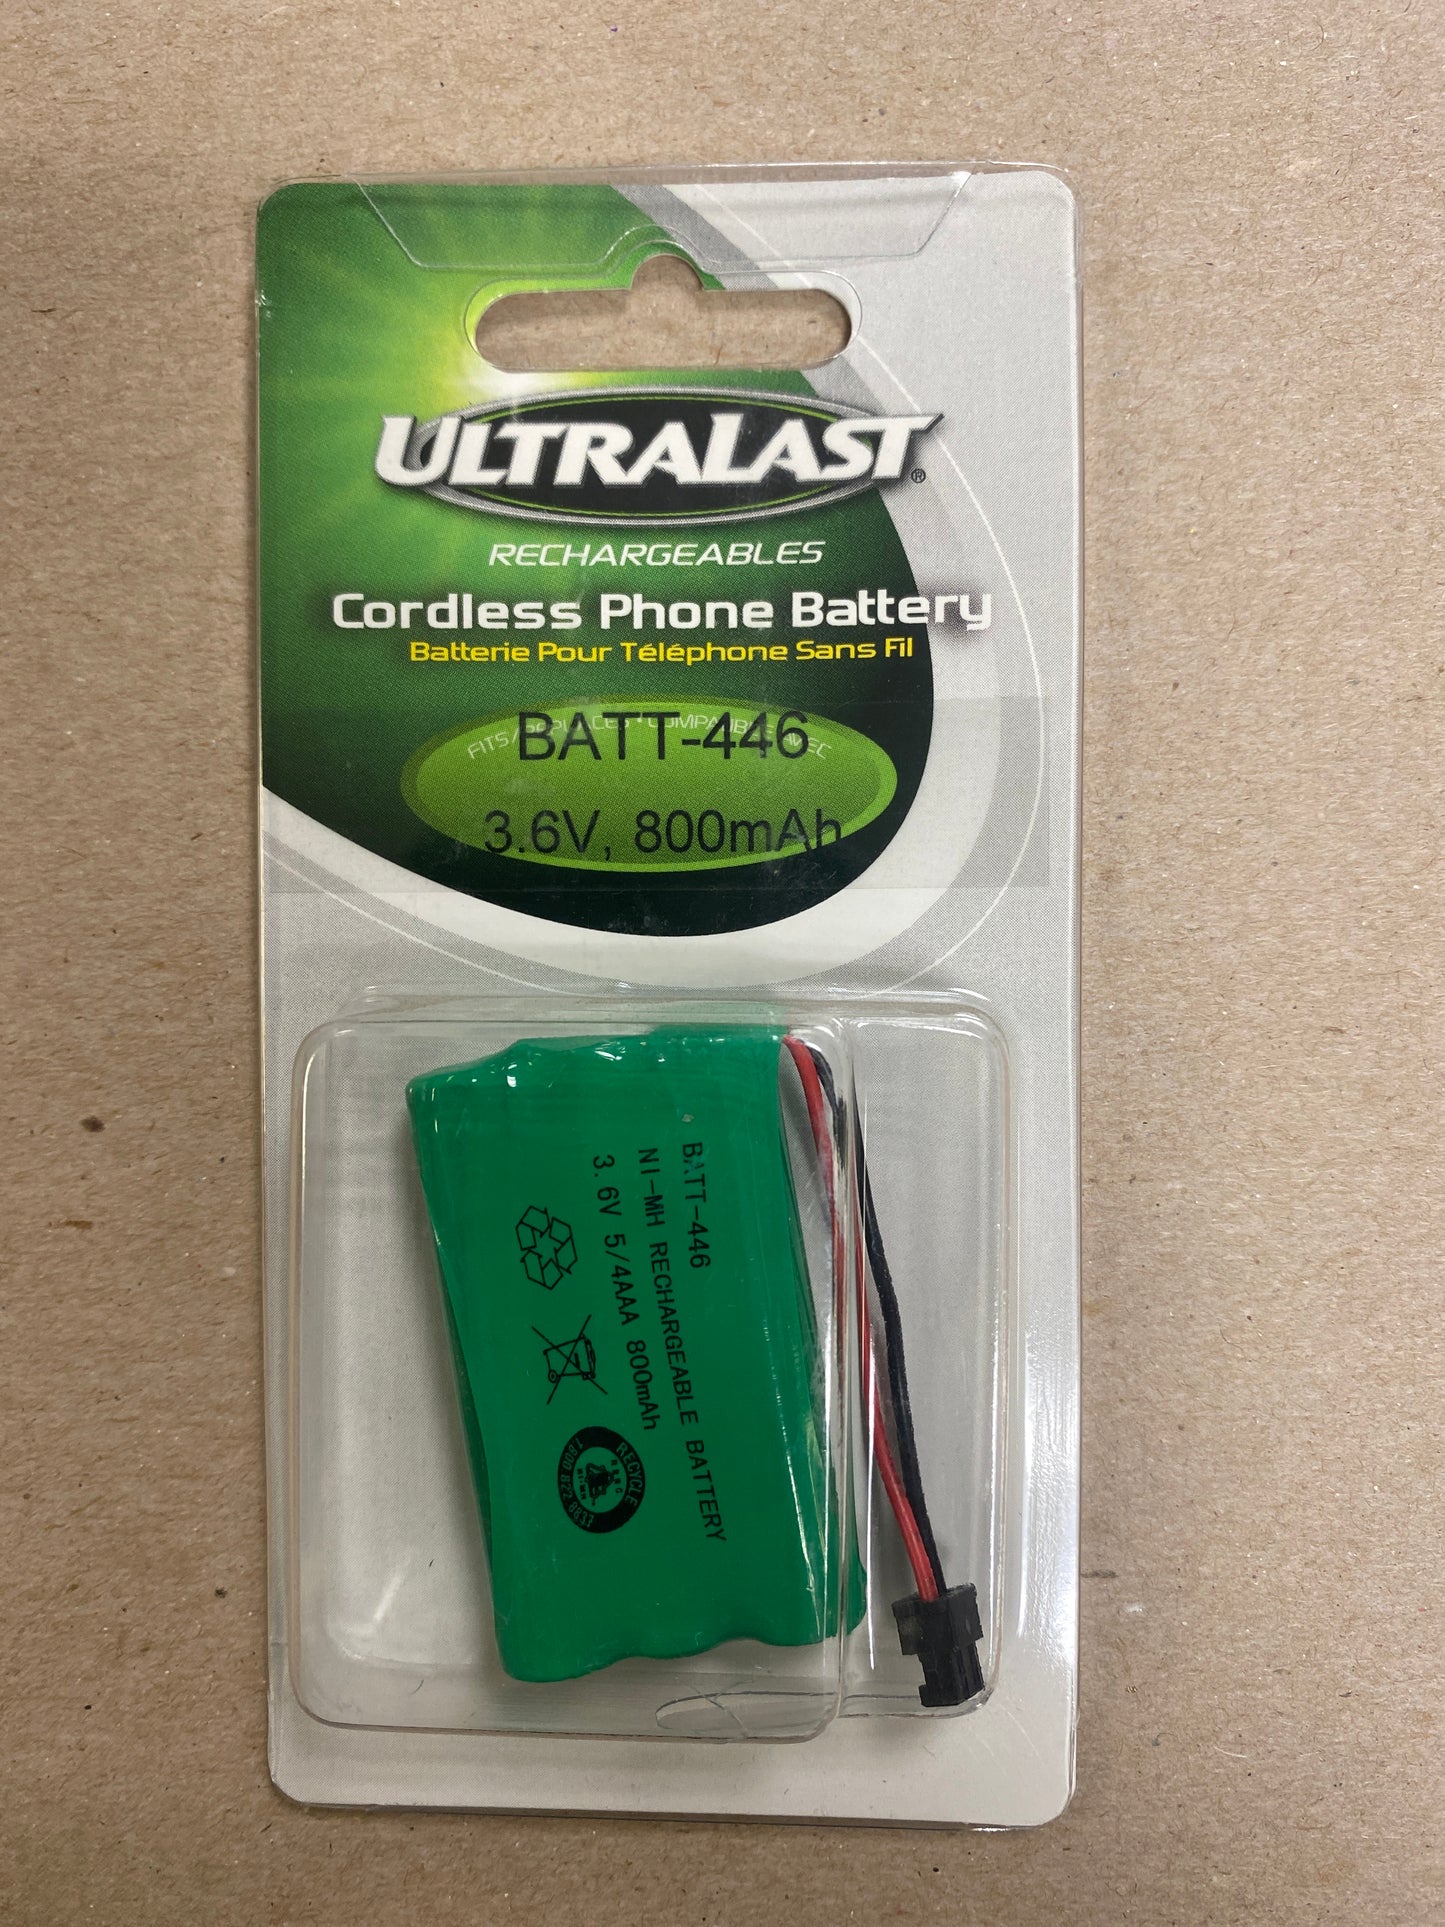 ULTRALAST®
RECHARGEABLES
Cordless Phone Battery
Batterie Pour Téléphone Sans Fil
BATT-446
3.6V, 800mAh
BATT-446
NI-MH RECHARGEABLE BATTERY
3.6V 5/4AAA 800mAh
RECYCLE